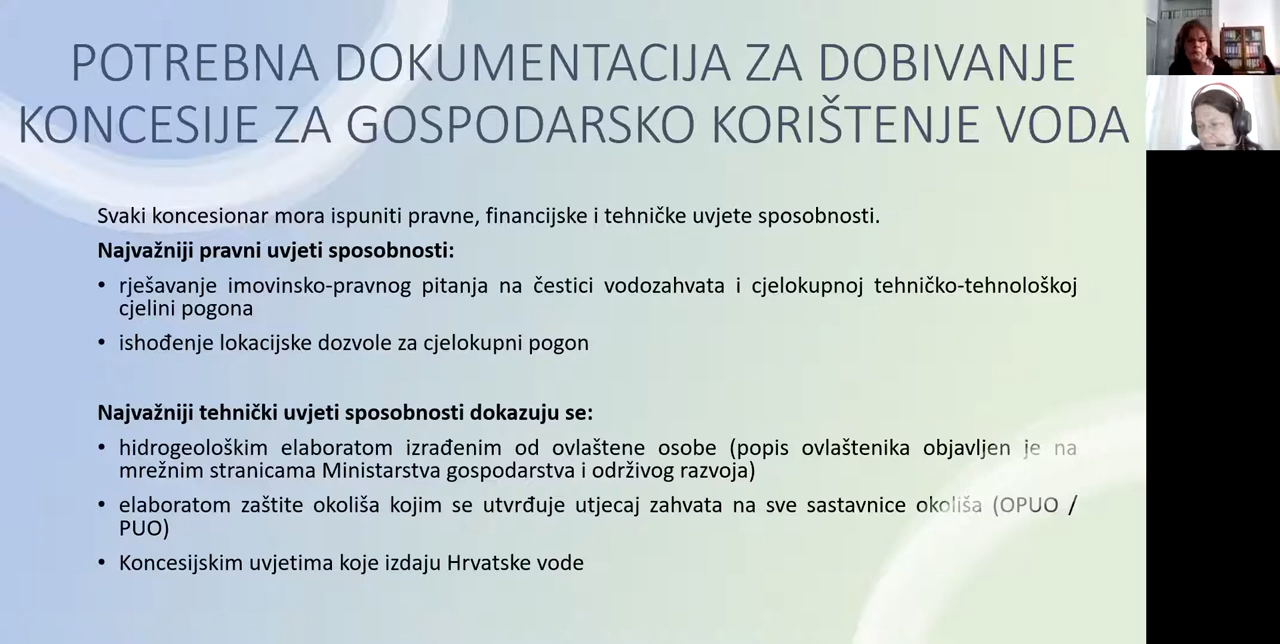 POTREBNA DOKUMENTACIJA ZA DOBIVANJE
KONCESIJE ZA GOSPODARSKO KORIŠTENJE VODA
Svaki koncesionar mora ispuniti pravne, financijske i tehničke uvjete sposobnosti.
Najvažniji pravni uvjeti sposobnosti:
• rješavanje imovinsko-pravnog pitanja na čestici vodozahvata i cjelokupnoj tehničko-tehnološkoj
cjelini pogona
• ishođenje lokacijske dozvole za cjelokupni pogon
Najvažniji tehnički uvjeti sposobnosti dokazuju se:
• hidrogeološkim elaboratom izrađenim od ovlaštene osobe (popis ovlaštenika objavljen je na
mrežnim stranicama Ministarstva gospodarstva i održivog razvoja)
• elaboratom zaštite okoliša kojim se utvrđuje utjecaj zahvata na sve sastavnice okoliša (OPUO /
PUO)
• Koncesijskim uvjetima koje izdaju Hrvatske vode